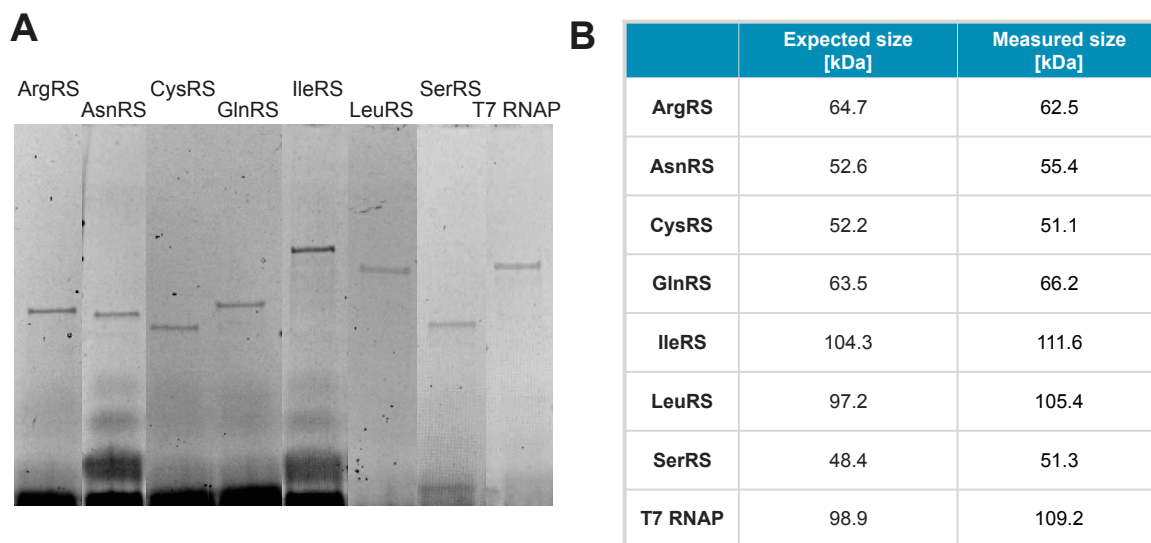 A
ArgRS CysRS IleRS SerRS
AsnRS GlnRS LeuRS T7 RNAP
B
Expected size [kDa] Measured size [kDa]
ArgRS 64.7 62.5
AsnRS 52.6 55.4
CysRS 52.2 51.1
GlnRS 63.5 66.2
IleRS 104.3 111.6
LeuRS 97.2 105.4
SerRS 48.4 51.3
T7 RNAP 98.9 109.2